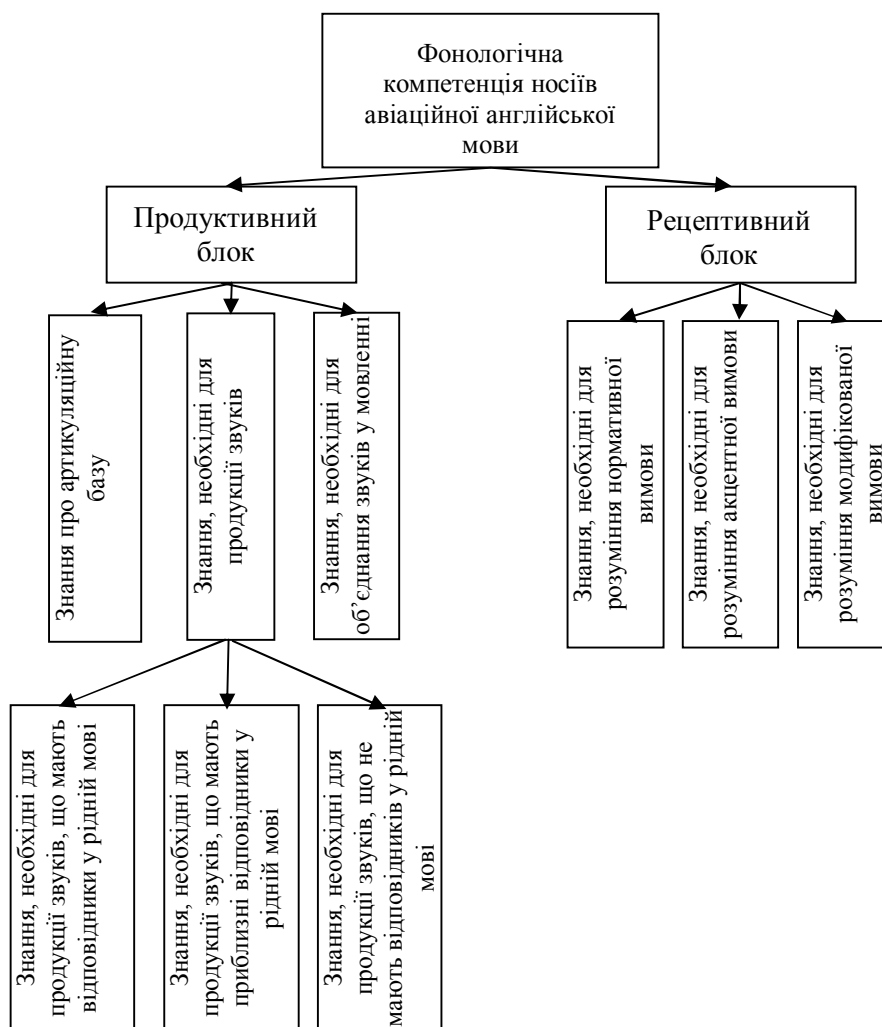 Фонологічна
компетенція носіїв
авіаційної англійської
мови
Продуктивний
блок
Рецептивний
блок
Знання про артикуляційну
базу
Знання, необхідні для
продукції звуків
Знання, необхідні для
об’єднання звуків у мовленні
Знання, необхідні для
розуміння нормативної
вимови
Знання, необхідні для
розуміння акцентної вимови
Знання, необхідні для
розуміння модифікованої
вимови
Знання, необхідні для
продукції звуків, що мають
відповідники у рідній мові
Знання, необхідні для
продукції звуків, що мають
приблизні відповідники у
рідній мові
Знання, необхідні для
продукції звуків, що не
мають відповідників у рідній
мові